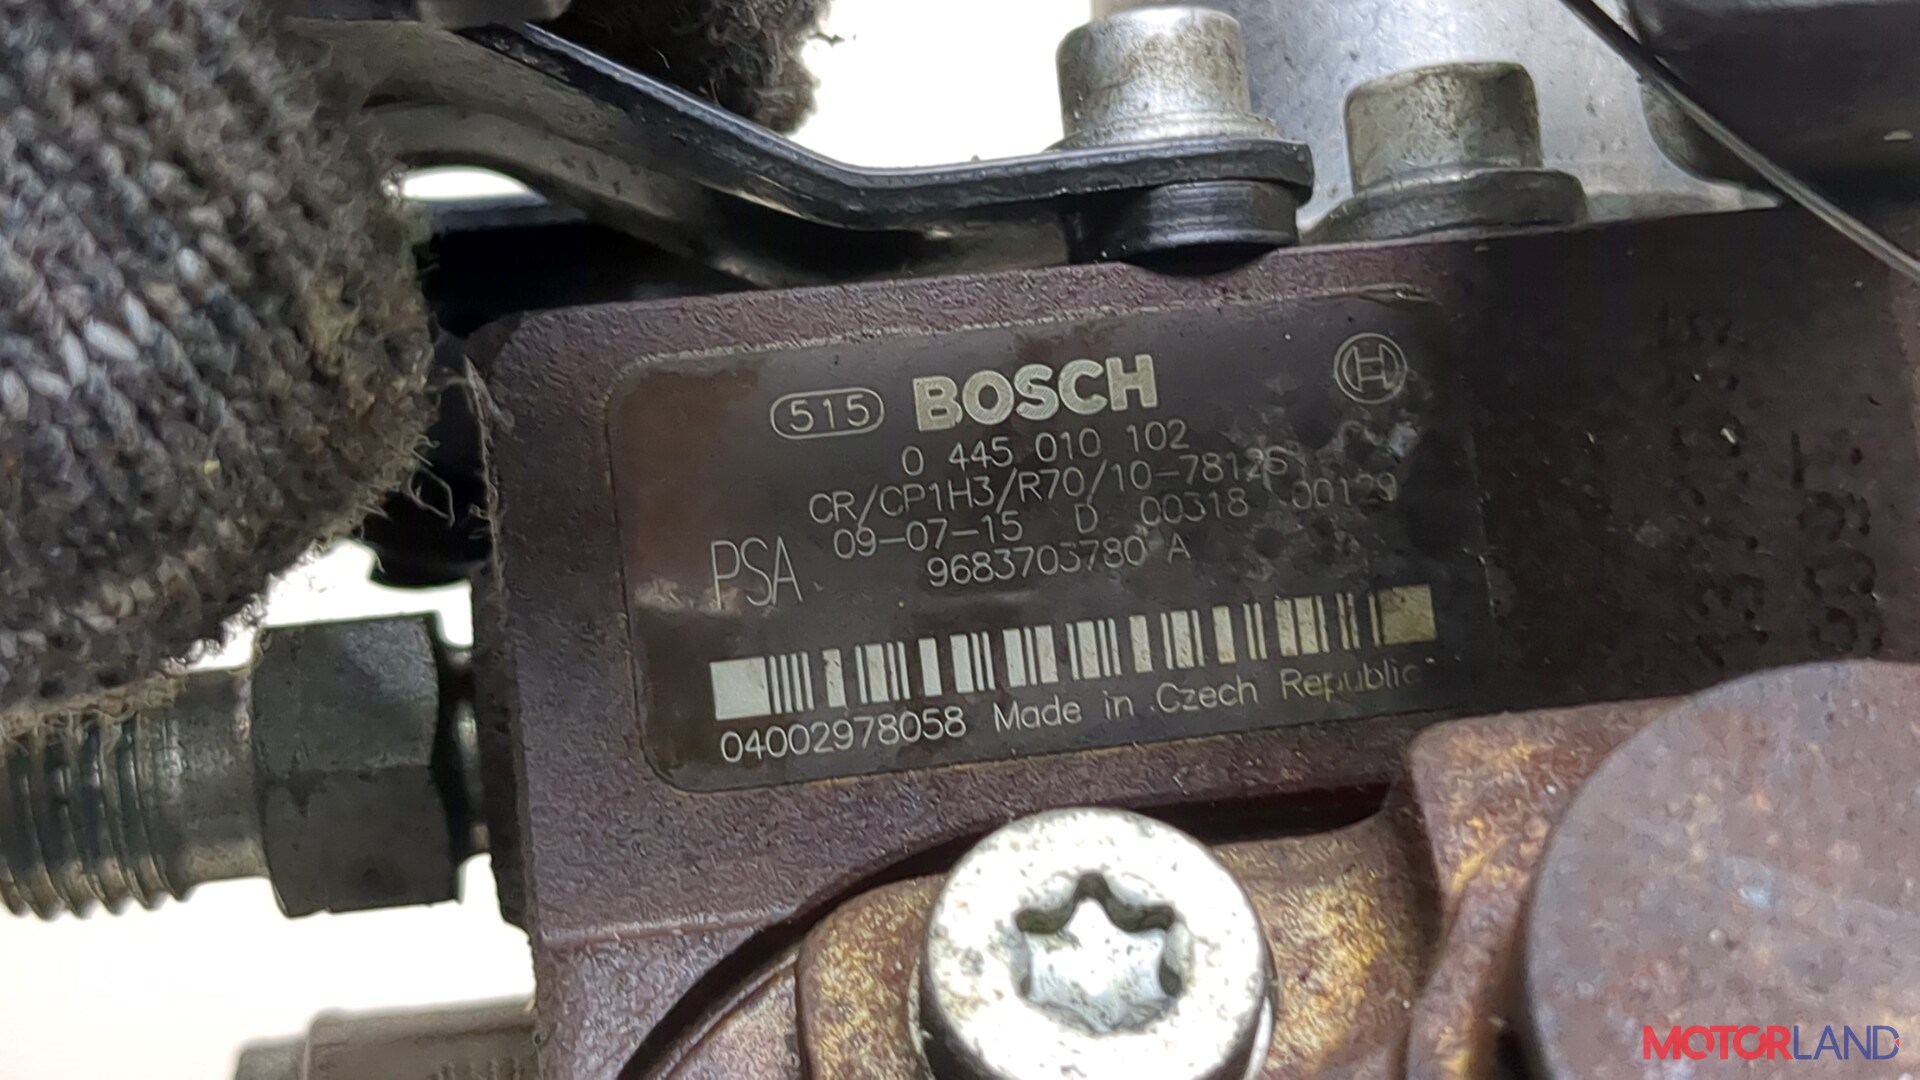 515 BOSCH
0 445 010 102
CR/CP1H3/R70/10-78126
09-07-15 D 00318 00129
PSA 9683703780 A
04002978058 Made in Czech Republic
MOTORLAND